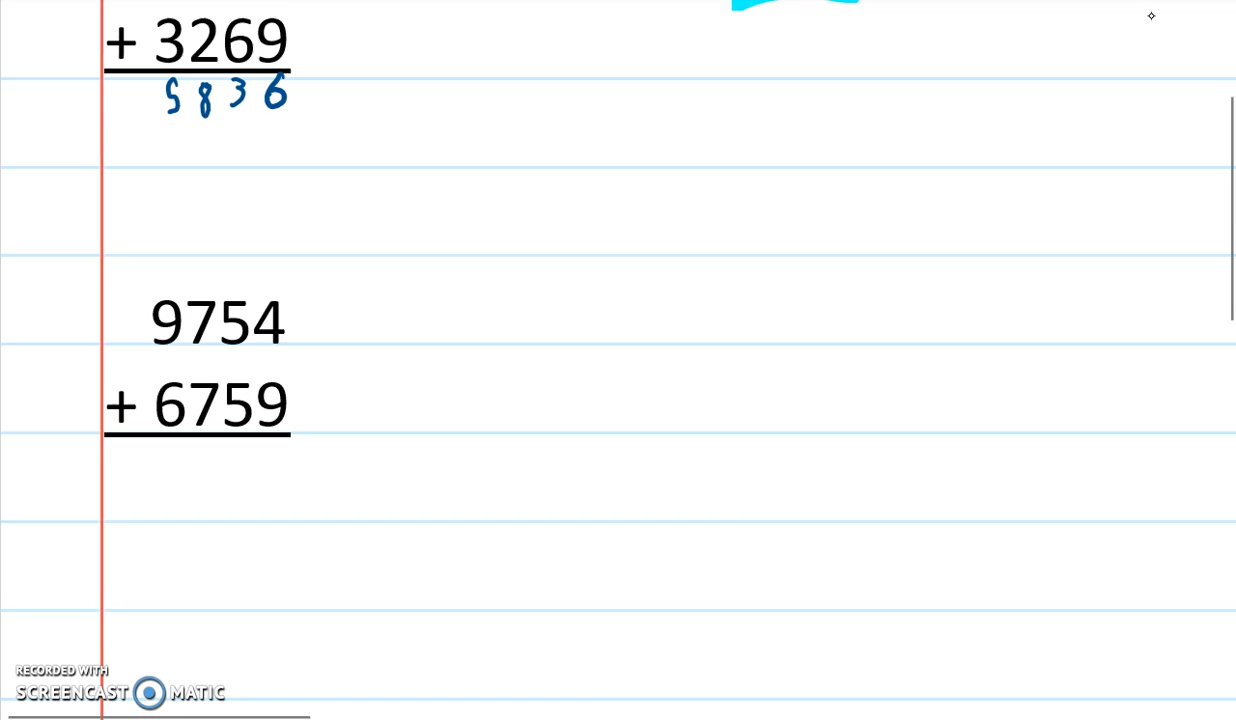 + 3269
5836
9754
+ 6759
RECORDED WITH
SCREENCAST MATIC